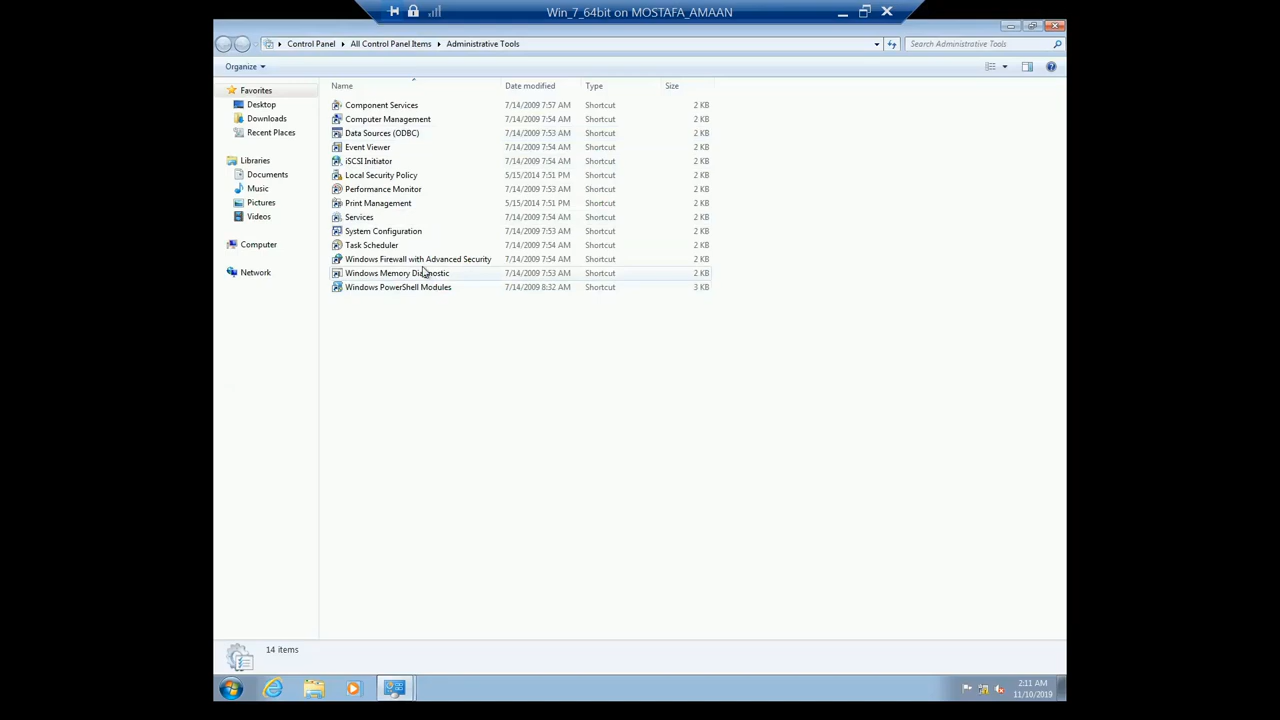 Win_7_64bit on MOSTAFA_AMAAN
Control Panel All Control Panel Items Administrative Tools
Search Administrative Tools
Organize
Name Date modified Type Size
Favorites
Desktop
Downloads
Recent Places
Libraries
Documents
Music
Pictures
Videos
Computer
Network
Component Services 7/14/2009 7:57 AM Shortcut 2 KB
Computer Management 7/14/2009 7:54 AM Shortcut 2 KB
Data Sources (ODBC) 7/14/2009 7:53 AM Shortcut 2 KB
Event Viewer 7/14/2009 7:54 AM Shortcut 2 KB
iSCSI Initiator 7/14/2009 7:54 AM Shortcut 2 KB
Local Security Policy 5/15/2014 7:51 PM Shortcut 2 KB
Performance Monitor 7/14/2009 7:53 AM Shortcut 2 KB
Print Management 5/15/2014 7:51 PM Shortcut 2 KB
Services 7/14/2009 7:54 AM Shortcut 2 KB
System Configuration 7/14/2009 7:53 AM Shortcut 2 KB
Task Scheduler 7/14/2009 7:54 AM Shortcut 2 KB
Windows Firewall with Advanced Security 7/14/2009 7:54 AM Shortcut 2 KB
Windows Memory Diagnostic 7/14/2009 7:53 AM Shortcut 2 KB
Windows PowerShell Modules 7/14/2009 8:32 AM Shortcut 3 KB
14 items
2:11 AM
11/10/2019